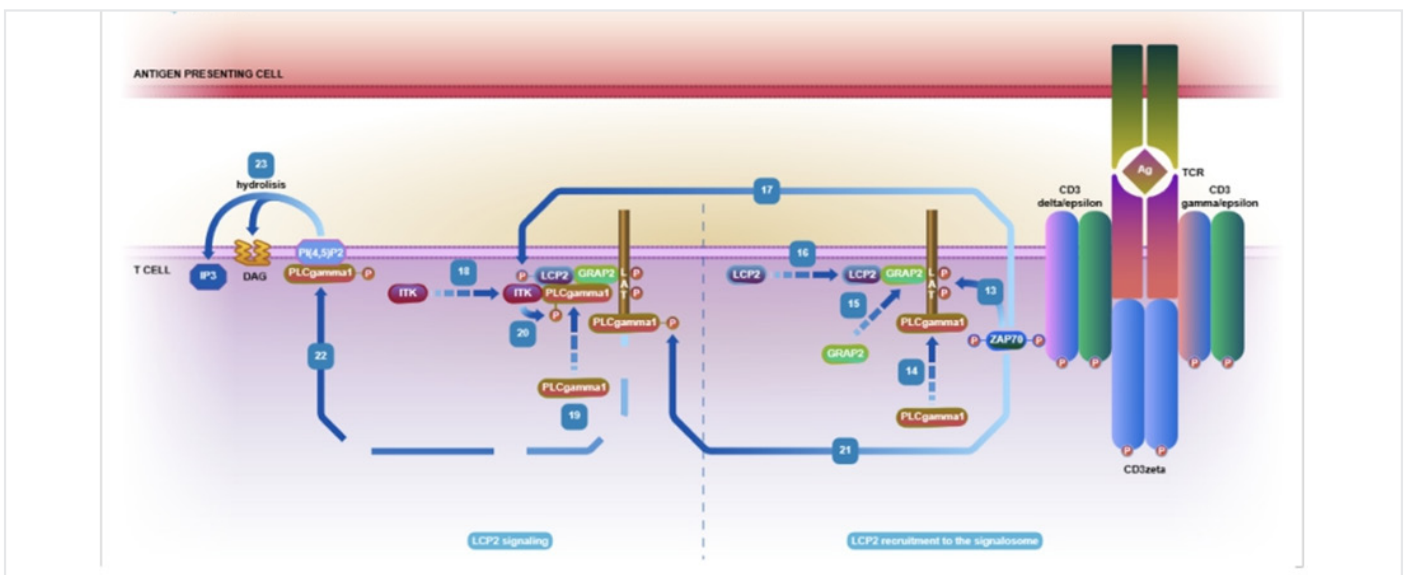 ANTIGEN PRESENTING CELL
23
hydrolisis
17
Ag
TCR
CD3
delta/epsilon
CD3
gamma/epsilon
T CELL
IP3
DAG
PI(4,5)P2
PLCgamma1
P
ITK
18
P
LCP2
GRAP2
ITK
PLCgamma1
P
20
LAT
P
P
PLCgamma1
P
PLCgamma1
19
22
16
LCP2
LCP2
GRAP2
LAT
P
P
15
GRAP2
13
PLCgamma1
14
PLCgamma1
P
ZAP70
P
P
P
P
P
21
P
P
CD3zeta
LCP2 signaling
LCP2 recruitment to the signalosome